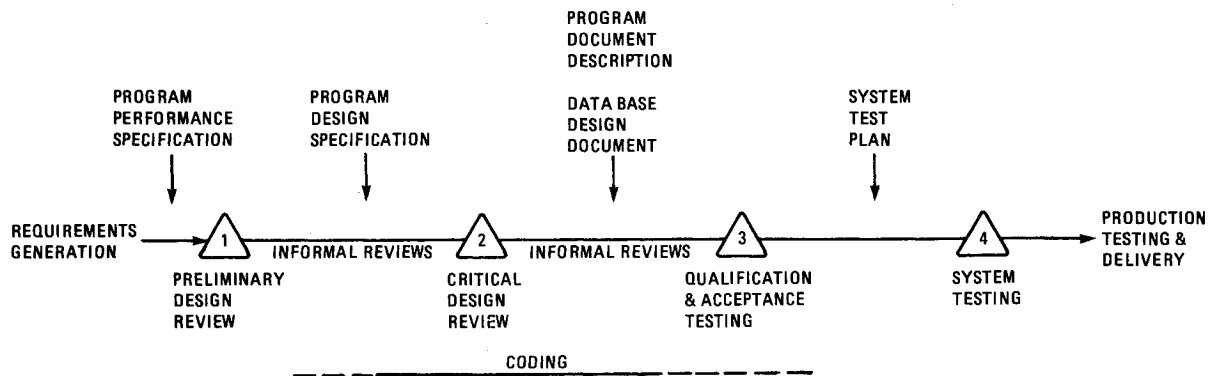 PROGRAM
DOCUMENT
DESCRIPTION
PROGRAM
PERFORMANCE
SPECIFICATION
PROGRAM
DESIGN
SPECIFICATION
DATA BASE
DESIGN
DOCUMENT
SYSTEM
TEST
PLAN
REQUIREMENTS
GENERATION
1
INFORMAL REVIEWS
2
INFORMAL REVIEWS
3
4
PRODUCTION
TESTING &
DELIVERY
PRELIMINARY
DESIGN
REVIEW
CRITICAL
DESIGN
REVIEW
QUALIFICATION
& ACCEPTANCE
TESTING
SYSTEM
TESTING
CODING